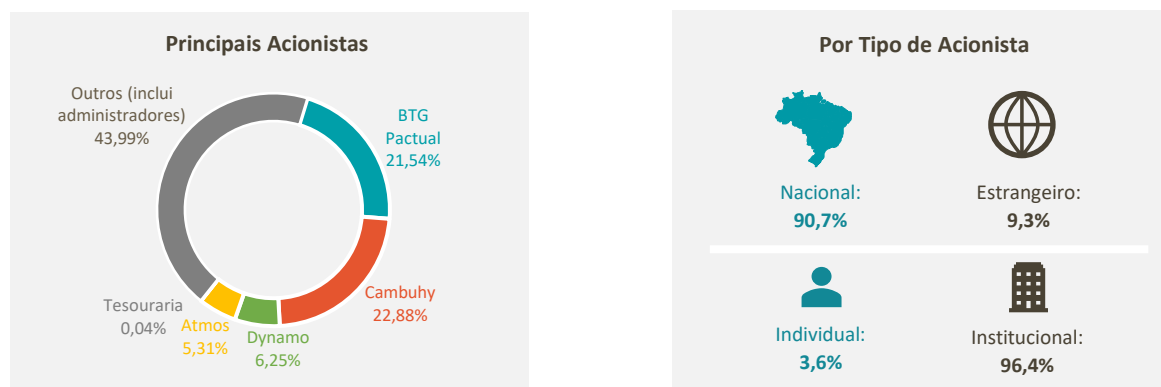 Principais Acionistas
Outros (inclui
administradores)
43,99%
BTG
Pactual
21,54%
Cambuhy
22,88%
Dynamo
6,25%
Atmos
5,31%
Tesouraria
0,04%
Por Tipo de Acionista
Nacional:
90,7%
Estrangeiro:
9,3%
Individual:
3,6%
Institucional:
96,4%